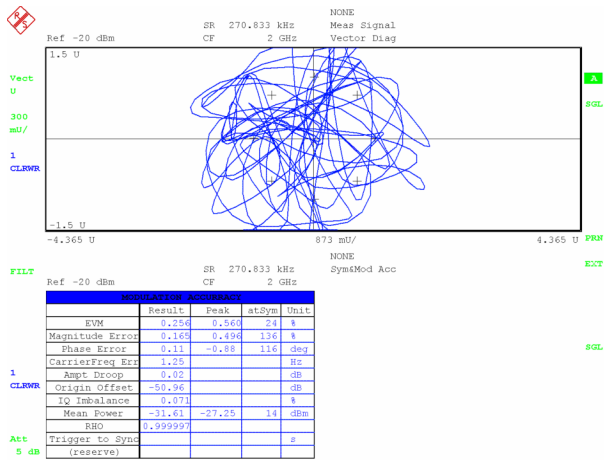 NONE
SR 270.833 kHz Meas Signal
Ref -20 dBm CF 2 GHz Vector Diag
1.5 U
Vect
U
A
SGL
300
mU/
1
CLRWR
-1.5 U
-4.365 U 873 mU/ 4.365 U PRN
NONE
FILT SR 270.833 kHz Sym&Mod Acc EXT
Ref -20 dBm CF 2 GHz
MODULATION ACCURACY
Result Peak atSym Unit
EVM 0.256 0.560 24 %
Magnitude Error 0.165 0.496 136 %
Phase Error 0.11 -0.88 116 deg
SGL
CarrierFreq Err 1.25 Hz
1
Ampt Droop 0.02 dB
CLRWR
Origin Offset -50.96 dB
IQ Imbalance 0.071 %
Mean Power -31.61 -27.25 14 dBm
RHO 0.999997
Att
Trigger to Sync s
5 dB
(reserve)
R S